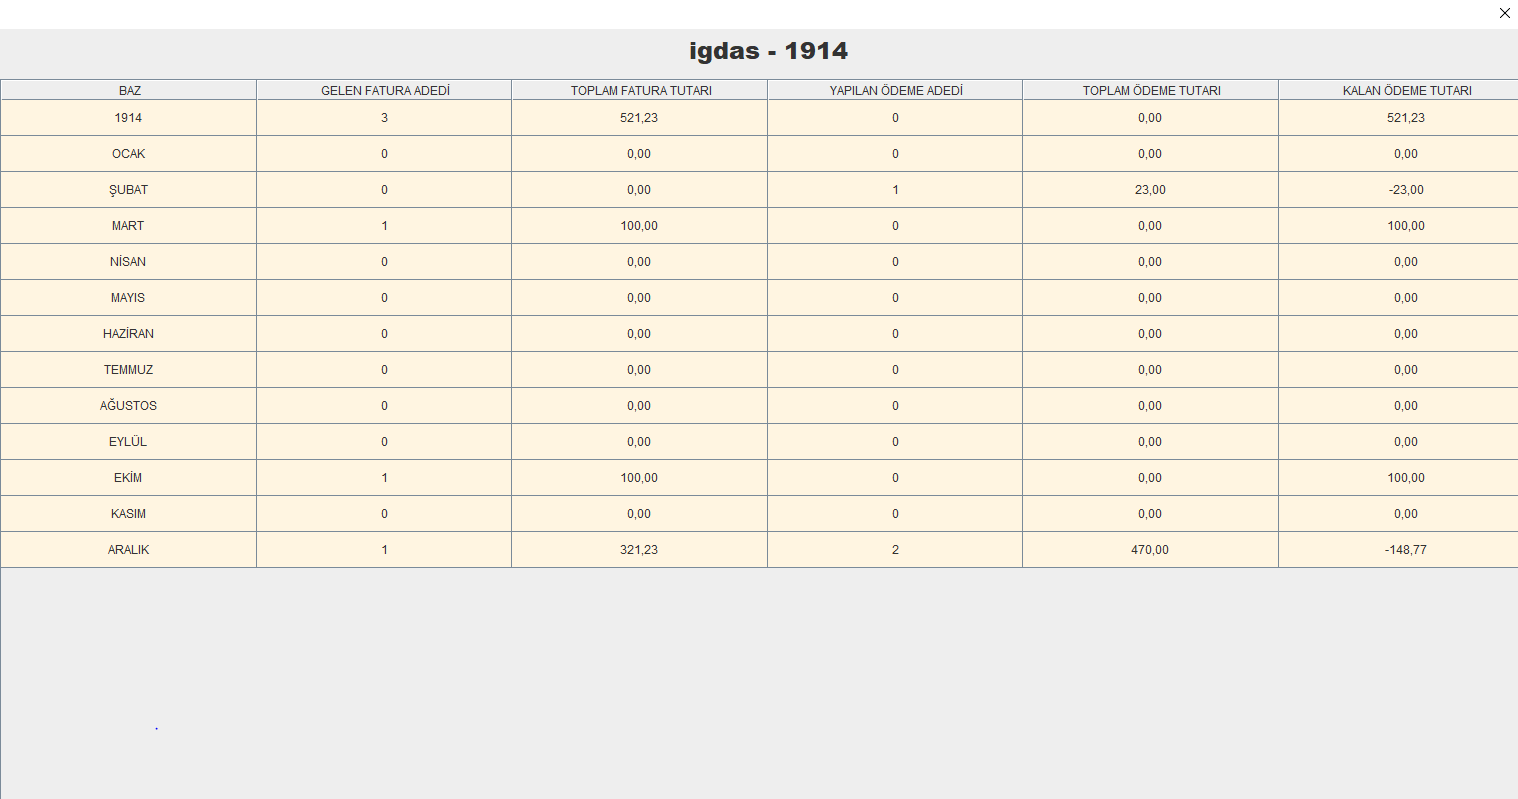 igdas - 1914
BAZ GELEN FATURA ADEDİ TOPLAM FATURA TUTARI YAPILAN ÖDEME ADEDİ TOPLAM ÖDEME TUTARI KALAN ÖDEME TUTARI
1914 3 521,23 0 0,00 521,23
OCAK 0 0,00 0 0,00 0,00
ŞUBAT 0 0,00 1 23,00 -23,00
MART 1 100,00 0 0,00 100,00
NİSAN 0 0,00 0 0,00 0,00
MAYIS 0 0,00 0 0,00 0,00
HAZİRAN 0 0,00 0 0,00 0,00
TEMMUZ 0 0,00 0 0,00 0,00
AĞUSTOS 0 0,00 0 0,00 0,00
EYLÜL 0 0,00 0 0,00 0,00
EKİM 1 100,00 0 0,00 100,00
KASIM 0 0,00 0 0,00 0,00
ARALIK 1 321,23 2 470,00 -148,77